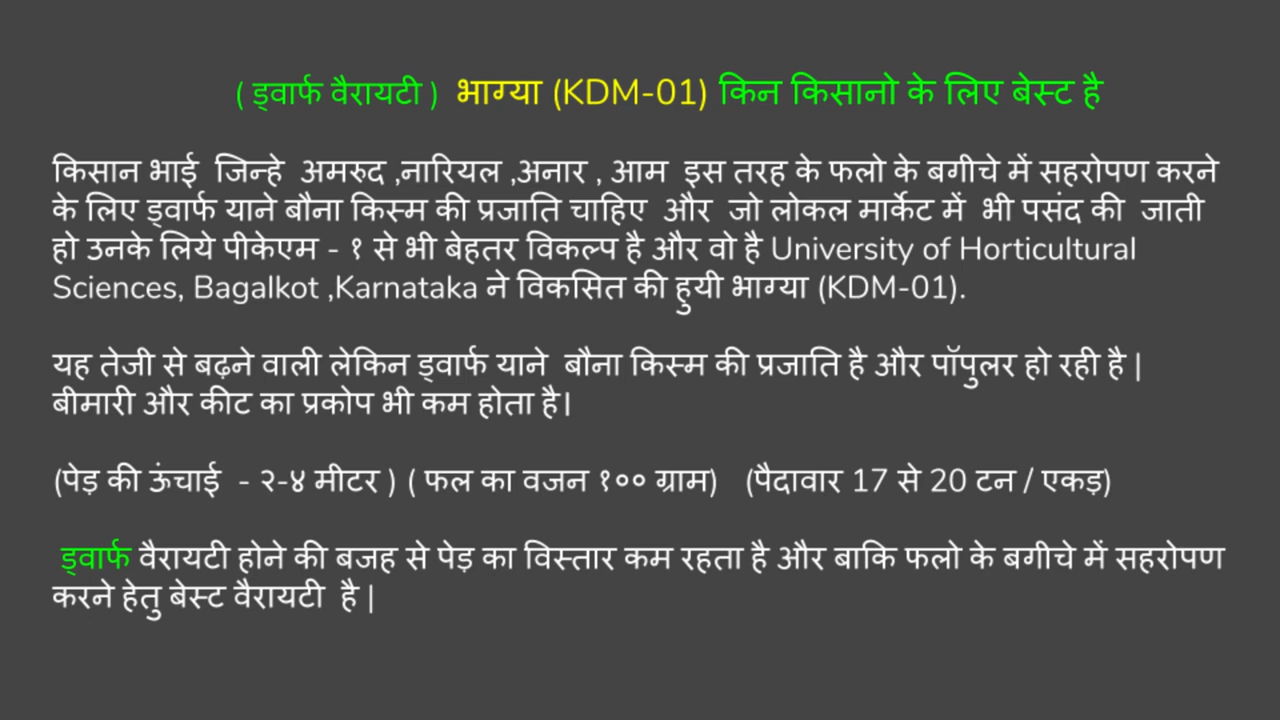 ( ड्वार्फ वैरायटी ) भाग्या (KDM-01) किन किसानो के लिए बेस्ट है
किसान भाई जिन्हे अमरुद ,नारियल ,अनार , आम इस तरह के फलो के बगीचे में सहरोपण करने
के लिए ड्वार्फ याने बौना किस्म की प्रजाति चाहिए और जो लोकल मार्केट में भी पसंद की जाती
हो उनके लिये पीकेएम - १ से भी बेहतर विकल्प है और वो है University of Horticultural
Sciences, Bagalkot ,Karnataka ने विकसित की हुयी भाग्या (KDM-01).
यह तेजी से बढ़ने वाली लेकिन ड्वार्फ याने बौना किस्म की प्रजाति है और पॉपुलर हो रही है |
बीमारी और कीट का प्रकोप भी कम होता है।
(पेड़ की ऊंचाई - २-४ मीटर ) ( फल का वजन १०० ग्राम) (पैदावार 17 से 20 टन / एकड़)
ड्वार्फ वैरायटी होने की बजह से पेड़ का विस्तार कम रहता है और बाकि फलो के बगीचे में सहरोपण
करने हेतु बेस्ट वैरायटी है |